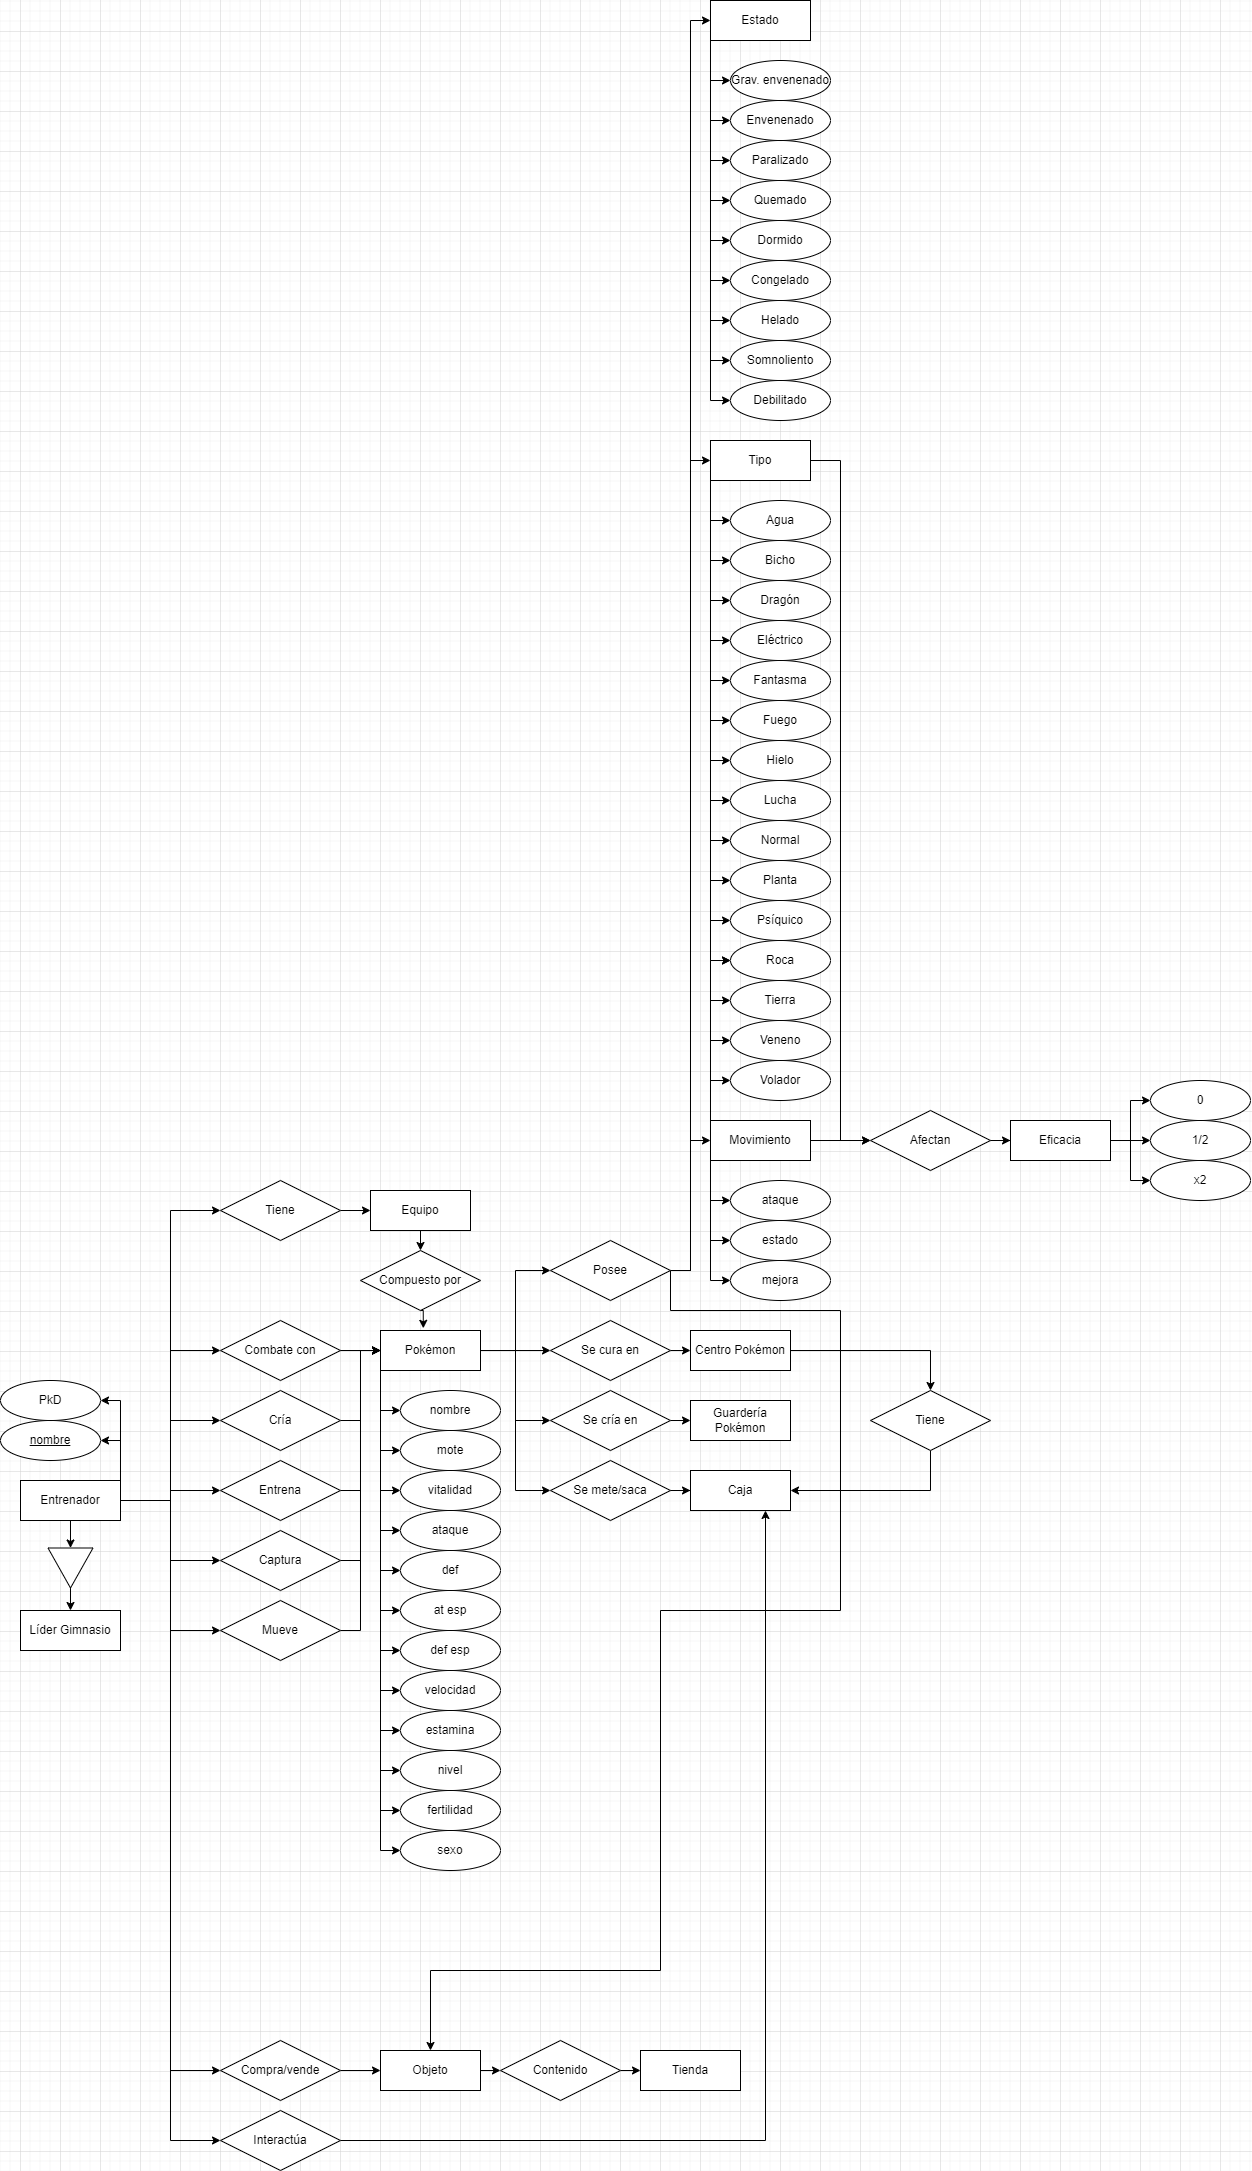 Estado
Grav. envenenado
Envenenado
Paralizado
Quemado
Dormido
Congelado
Helado
Somnoliento
Debilitado
Tipo
Agua
Bicho
Dragón
Eléctrico
Fantasma
Fuego
Hielo
Lucha
Normal
Planta
Psíquico
Roca
Tierra
Veneno
Volador
Movimiento
Afectan
Eficacia
0
1/2
x2
ataque
estado
mejora
Tiene
Equipo
Compuesto por
Posee
Combate con
Pokémon
Se cura en
Centro Pokémon
PkD
nombre
Cría
nombre
Se cría en
Guardería
Pokémon
Tiene
mote
Entrenador
Entrena
vitalidad
Se mete/saca
Caja
ataque
Captura
def
Líder Gimnasio
Mueve
at esp
def esp
velocidad
estamina
nivel
fertilidad
sexo
Compra/vende
Objeto
Contenido
Tienda
Interactúa